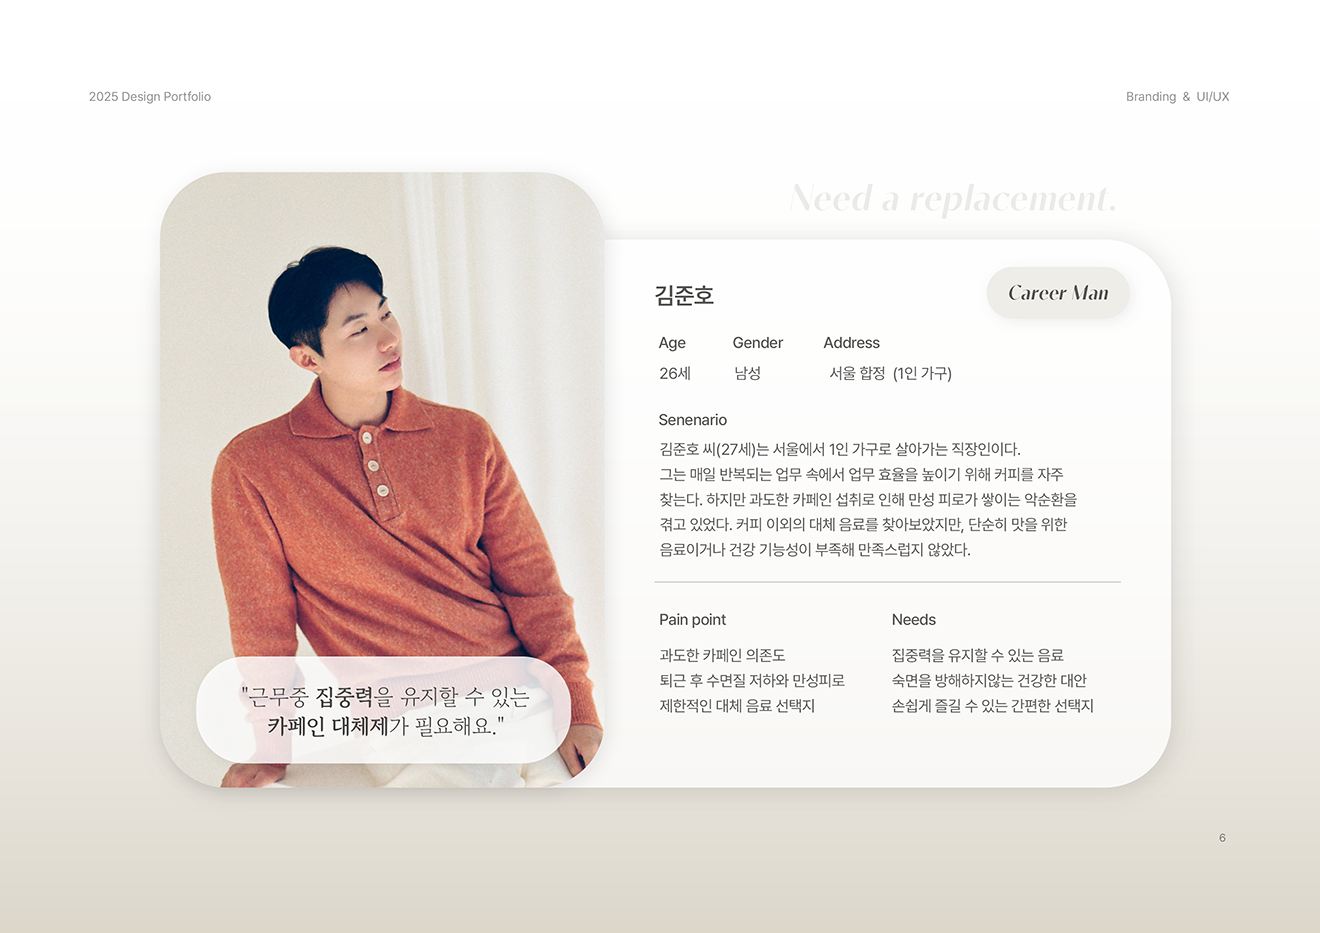 2025 Design Portfolio
Branding & UI/UX
Need a replacement.
Career Man
김준호
Age Gender Address
26세 남성 서울 합정 (1인 가구)
Senenario
김준호 씨(27세)는 서울에서 1인 가구로 살아가는 직장인이다.
그는 매일 반복되는 업무 속에서 업무 효율을 높이기 위해 커피를 자주
찾는다. 하지만 과도한 카페인 섭취로 인해 만성 피로가 쌓이는 악순환을
겪고 있었다. 커피 이외의 대체 음료를 찾아보았지만, 단순히 맛을 위한
음료이거나 건강 기능성이 부족해 만족스럽지 않았다.
Pain point
과도한 카페인 의존도
퇴근 후 수면질 저하와 만성피로
제한적인 대체 음료 선택지
Needs
집중력을 유지할 수 있는 음료
숙면을 방해하지않는 건강한 대안
손쉽게 즐길 수 있는 간편한 선택지
"근무중 집중력을 유지할 수 있는
카페인 대체제가 필요해요."
6